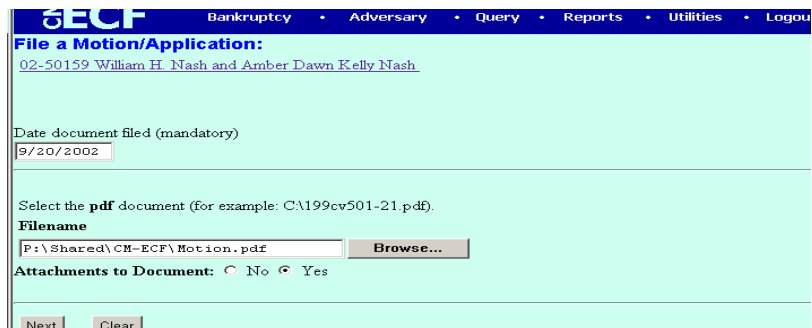 CM ECF Bankruptcy • Adversary • Query • Reports • Utilities • Logou
File a Motion/Application:
02-50159 William H. Nash and Amber Dawn Kelly Nash
Date document filed (mandatory)
9/20/2002
Select the pdf document (for example: C:\199cv501-21.pdf).
Filename
P:\Shared\CM-ECF\Motion.pdf Browse...
Attachments to Document: No Yes
Next Clear